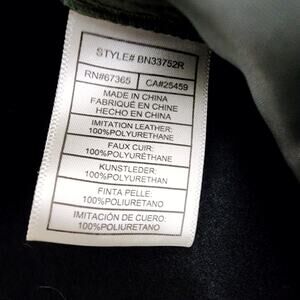 STYLE# BN33752R
RN#67365 CA#25459
MADE IN CHINA
FABRIQUÉ EN CHINE
HECHO EN CHINA
IMITATION LEATHER:
100%POLYURETHANE
FAUX CUIR:
100%POLYURÉTHANE
KUNSTLEDER:
100%POLYURETHAN
FINTA PELLE:
100%POLIURETANO
IMITACIÓN DE CUERO:
100%POLIURETANO